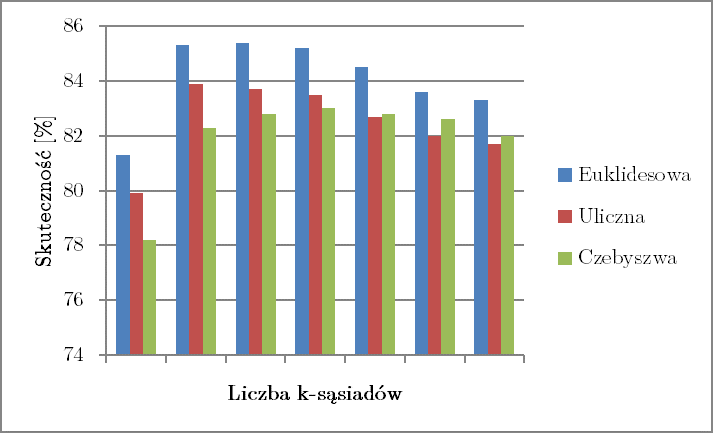 86
84
82
80
78
76
74
Skuteczność [%]
Liczba k-sąsiadów
Euklidesowa
Uliczna
Czebyszwa